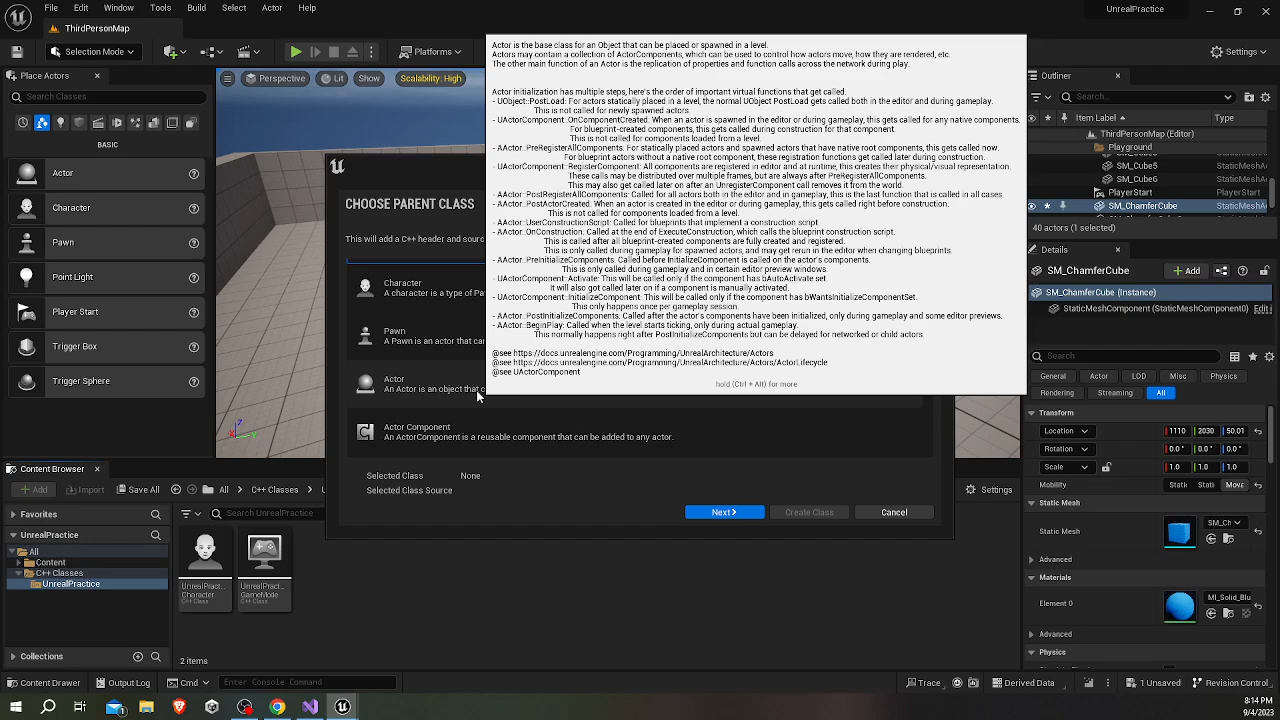 File
Edit
Window
Tools
Build
Select
Actor
Help
UnrealPractice
ThirdPersonMap
Selection Mode
Platforms
Settings
Place Actors
Search Classes
BASIC
Actor
Character
Pawn
Point Light
Player Start
Trigger Box
Trigger Sphere
Perspective
Lit
Show
Scalability: High
Actor is the base class for an Object that can be placed or spawned in a level.
Actors may contain a collection of ActorComponents, which can be used to control how actors move, how they are rendered, etc.
The other main function of an Actor is the replication of properties and function calls across the network during play.
Actor initialization has multiple steps, here's the order of important virtual functions that get called:
- UObject::PostLoad: For actors statically placed in a level, the normal UObject PostLoad gets called both in the editor and during gameplay.
This is not called for newly spawned actors.
- UActorComponent::OnComponentCreated: When an actor is spawned in the editor or during gameplay, this gets called for any native components.
For blueprint-created components, this gets called during construction for that component.
This is not called for components loaded from a level.
- AActor::PreRegisterAllComponents: For statically placed actors and spawned actors that have native root components, this gets called now.
For blueprint actors without a native root component, these registration functions get called later during construction.
- UActorComponent::RegisterComponent: All components are registered in editor and at runtime, this creates their physical/visual representation.
These calls may be distributed over multiple frames, but are always after PreRegisterAllComponents.
This may also get called later on after an UnregisterComponent call removes it from the world.
- AActor::PostRegisterAllComponents: Called for all actors both in the editor and in gameplay, this is the last function that is called in all cases.
- AActor::PostActorCreated: When an actor is created in the editor or during gameplay, this gets called right before construction.
This is not called for components loaded from a level.
- AActor::UserConstructionScript: Called for blueprints that implement a construction script.
- AActor::OnConstruction: Called at the end of ExecuteConstruction, which calls the blueprint construction script.
This is called after all blueprint-created components are fully created and registered.
This is only called during gameplay for spawned actors, and may get rerun in the editor when changing blueprints.
- AActor::PreInitializeComponents: Called before InitializeComponent is called on the actor's components.
This is only called during gameplay and in certain editor preview windows.
- UActorComponent::Activate: This will be called only if the component has bAutoActivate set.
It will also got called later on if a component is manually activated.
- UActorComponent::InitializeComponent: This will be called only if the component has bWantsInitializeComponentSet.
This only happens once per gameplay session.
- AActor::PostInitializeComponents: Called after the actor's components have been initialized, only during gameplay and some editor previews.
- AActor::BeginPlay: Called when the level starts ticking, only during actual gameplay.
This normally happens right after PostInitializeComponents but can be delayed for networked or child actors.
@see https://docs.unrealengine.com/Programming/UnrealArchitecture/Actors
@see https://docs.unrealengine.com/Programming/UnrealArchitecture/Actors/ActorLifecycle
@see UActorComponent
hold (Ctrl + Alt) for more
CHOOSE PARENT CLASS
This will add a C++ header and sourc
Character
A character is a type of Paw
Pawn
A Pawn is an actor that can
Actor
An Actor is an object that c
Actor Component
An ActorComponent is a reusable component that can be added to any actor.
Selected Class None
Selected Class Source
Next
Create Class
Cancel
Outliner
Search...
Item Label
Type
ThirdPersonMap (Editor)
Playground
SM_Cube5 StaticMeshA
SM_Cube6 StaticMeshA
PlayerStart PlayerStart
SM_ChamferCube StaticMeshA
40 actors (1 selected)
Details
SM_ChamferCube
Add
SM_ChamferCube (Instance)
StaticMeshComponent (StaticMeshComponent0)
Search
General
Actor
LOD
Misc
Physics
Rendering
Streaming
All
Transform
Location 1110 2030 50.01
Rotation 0.0 ° 0.0 ° 0.0 °
Scale 1.0 1.0 1.0
Mobility Static Static Move
Static Mesh
Static Mesh SM_Ch
Advanced
Materials
Element 0 MI_Solid_Blu
Advanced
Physics
Content Browser
Add
Import
Save All
All
C++ Classes
Settings
Favorites
UnrealPractice
All
Content
C++ Classes
UnrealPractice
Collections
Search UnrealPractice
UnrealPract...
Character
C++ Class
UnrealPract...
GameMode
C++ Class
2 items
Content Drawer
Output Log
Cmd
Enter Console Command
Trace
Derived Data
1 Unsaved
Revision Control
8:14 PM
9/4/2023